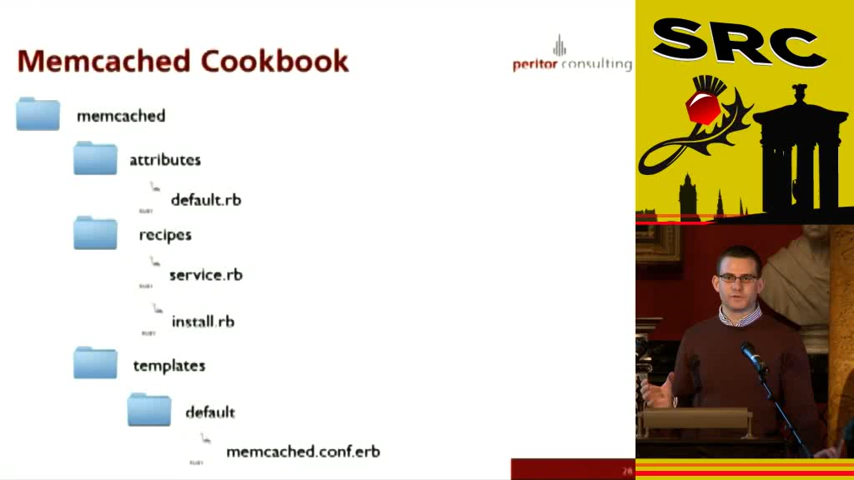 Memcached Cookbook
peritor consulting
memcached
attributes
default.rb
recipes
service.rb
install.rb
templates
default
memcached.conf.erb
28
SRC